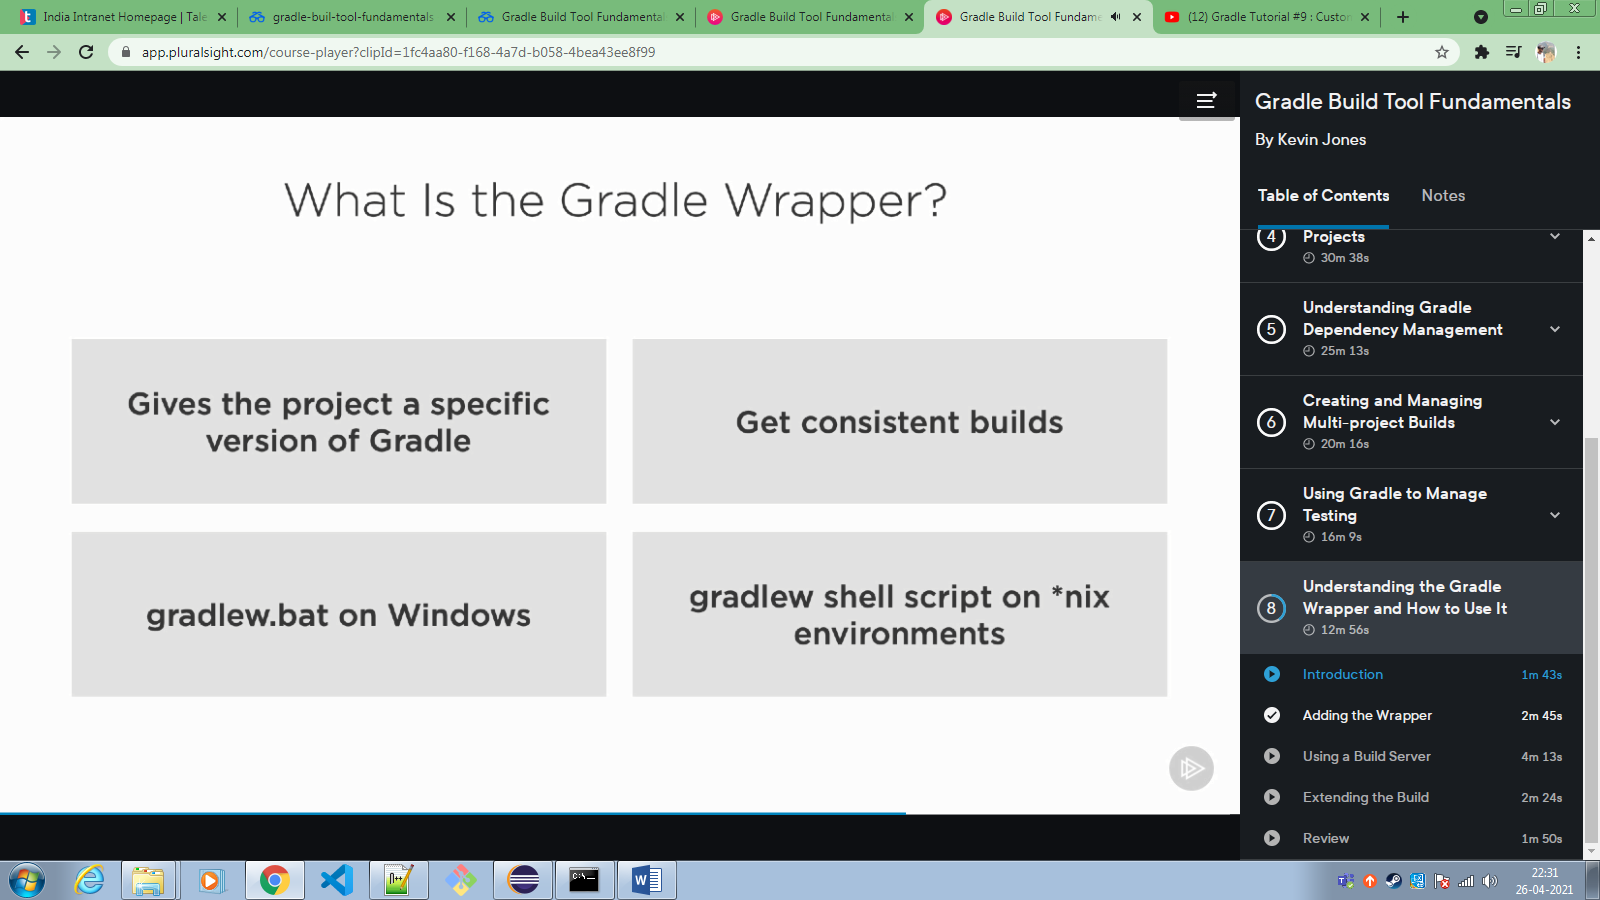 India Intranet Homepage | Tale
gradle-buil-tool-fundamentals
Gradle Build Tool Fundamental
Gradle Build Tool Fundamental
Gradle Build Tool Fundame
(12) Gradle Tutorial #9 : Custon
app.pluralsight.com/course-player?clipId=1fc4aa80-f168-4a7d-b058-4bea43ee8f99
What Is the Gradle Wrapper?
Gives the project a specific
version of Gradle
Get consistent builds
gradlew.bat on Windows
gradlew shell script on *nix
environments
Gradle Build Tool Fundamentals
By Kevin Jones
Table of Contents
Notes
4
Projects
30m 38s
5
Understanding Gradle
Dependency Management
25m 13s
6
Creating and Managing
Multi-project Builds
20m 16s
7
Using Gradle to Manage
Testing
16m 9s
8
Understanding the Gradle
Wrapper and How to Use It
12m 56s
Introduction 1m 43s
Adding the Wrapper 2m 45s
Using a Build Server 4m 13s
Extending the Build 2m 24s
Review 1m 50s
22:31
26-04-2021